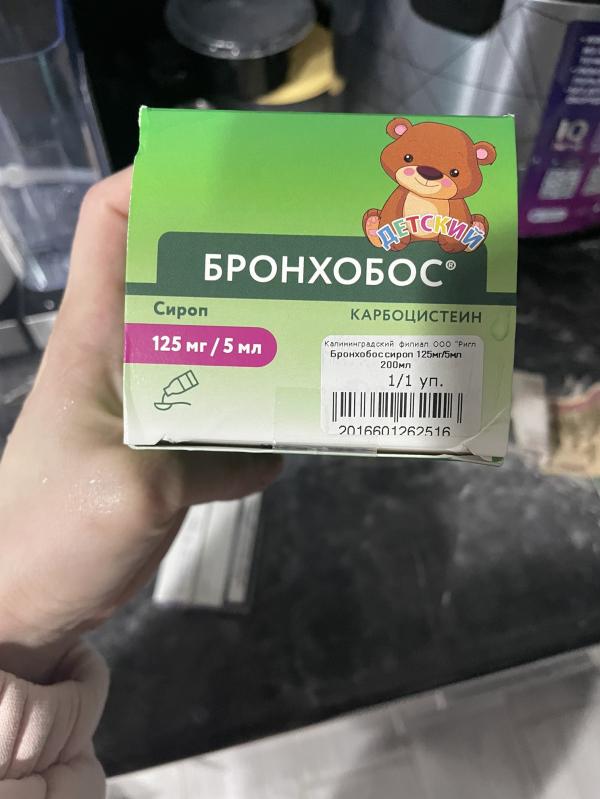 ДЕТСКИЙ
БРОНХОБОС®
Сироп
КАРБОЦИСТЕИН
125 мг / 5 мл
Калининградский филиал ООО "Ригл
Бронхобос сироп 125мг/5мл
200мл
1/1 уп.
2016601262516
IQ